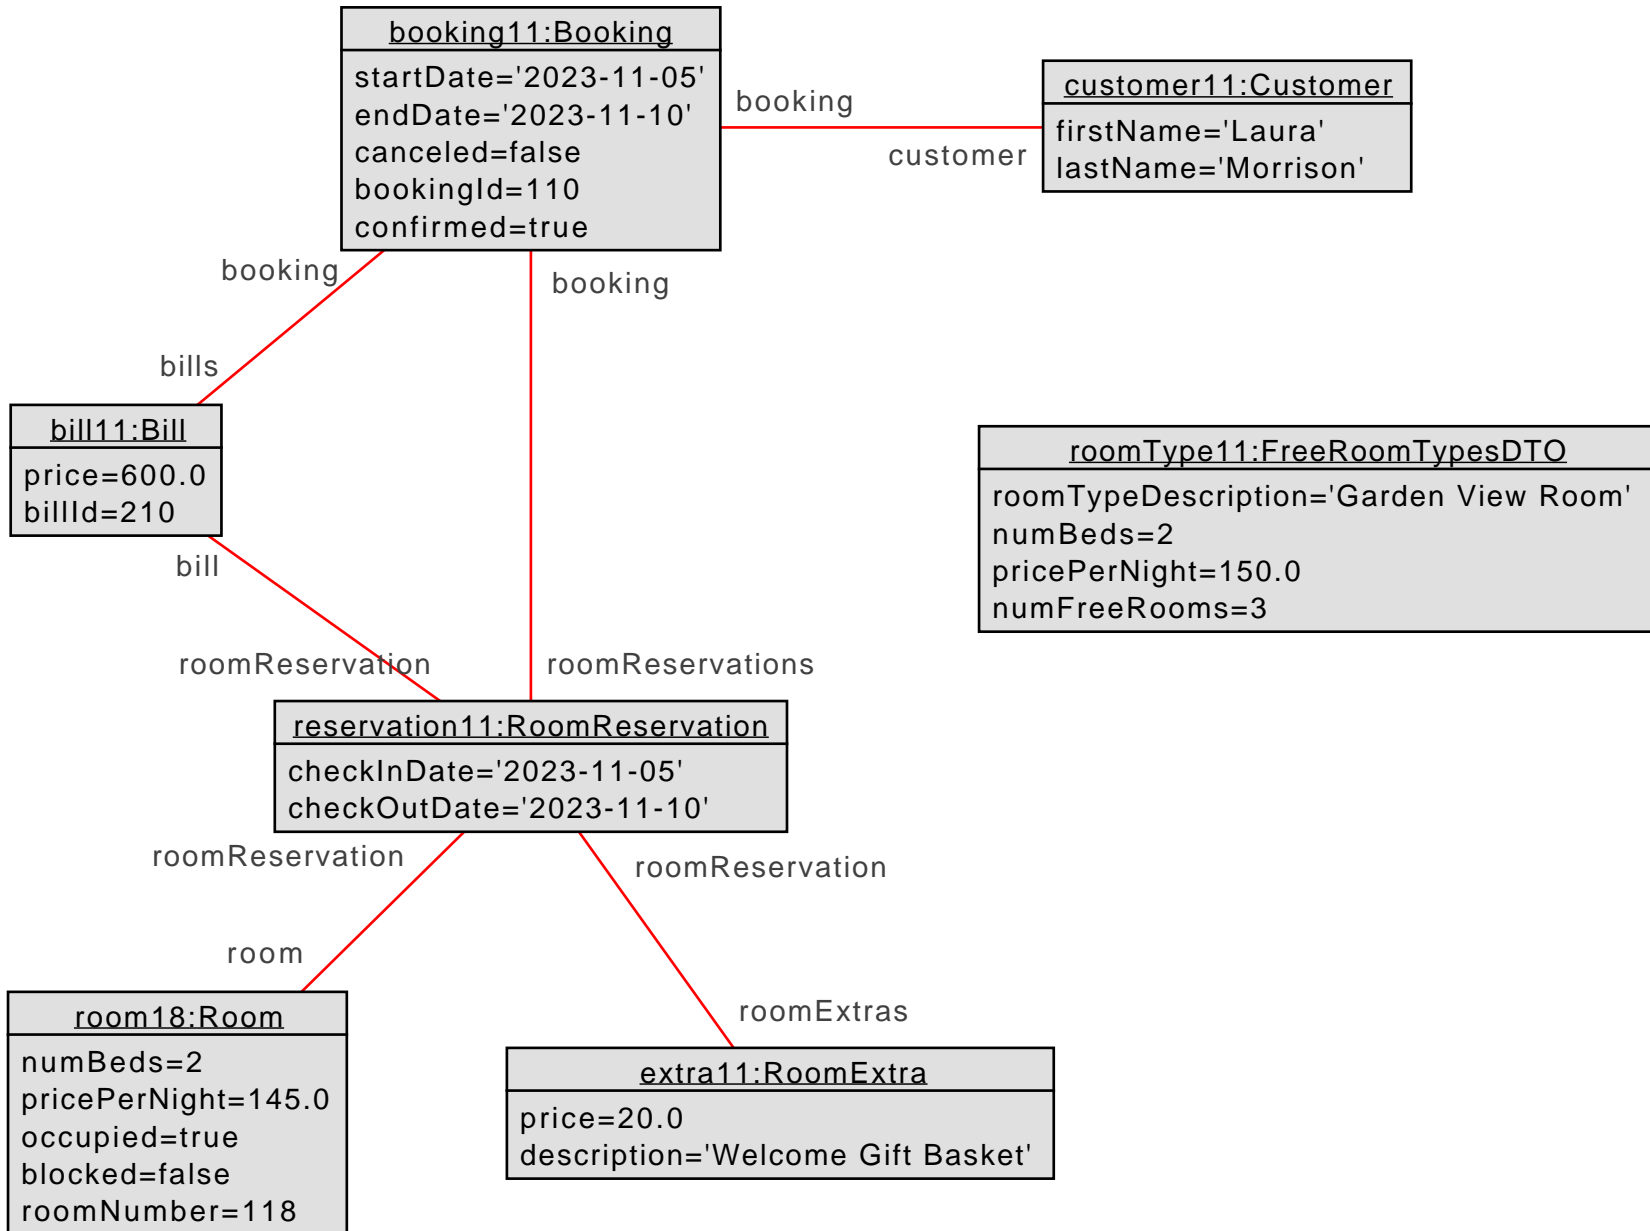 booking11:Booking
startDate='2023-11-05'
endDate='2023-11-10'
canceled=false
bookingId=110
confirmed=true
booking
customer
customer11:Customer
firstName='Laura'
lastName='Morrison'
booking
booking
bills
bill11:Bill
price=600.0
billId=210
bill
roomType11:FreeRoomTypesDTO
roomTypeDescription='Garden View Room'
numBeds=2
pricePerNight=150.0
numFreeRooms=3
roomReservation
roomReservations
reservation11:RoomReservation
checkInDate='2023-11-05'
checkOutDate='2023-11-10'
roomReservation
roomReservation
room
roomExtras
room18:Room
numBeds=2
pricePerNight=145.0
occupied=true
blocked=false
roomNumber=118
extra11:RoomExtra
price=20.0
description='Welcome Gift Basket'